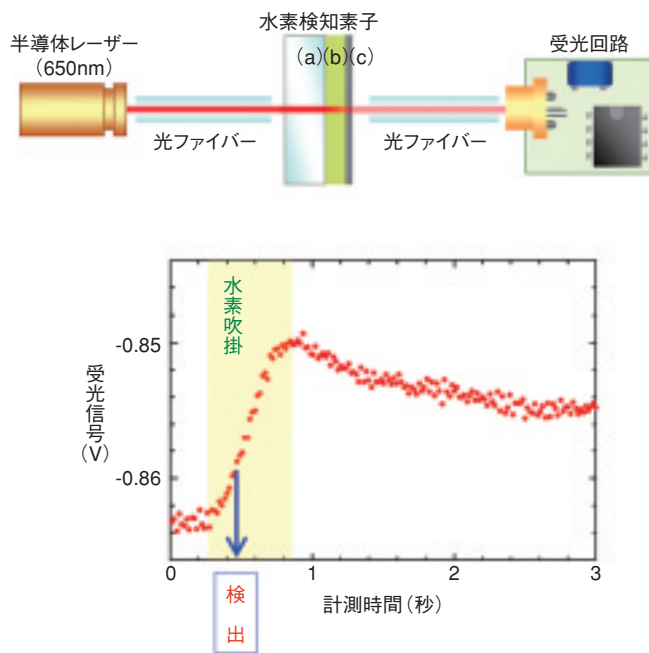 水素検知素子
半導体レーザー
(650nm)
(a)(b)(c)
受光回路
光ファイバー
光ファイバー
水素吹掛
-0.85
受光信号
(V)
-0.86
0
1
2
3
検出
計測時間(秒)